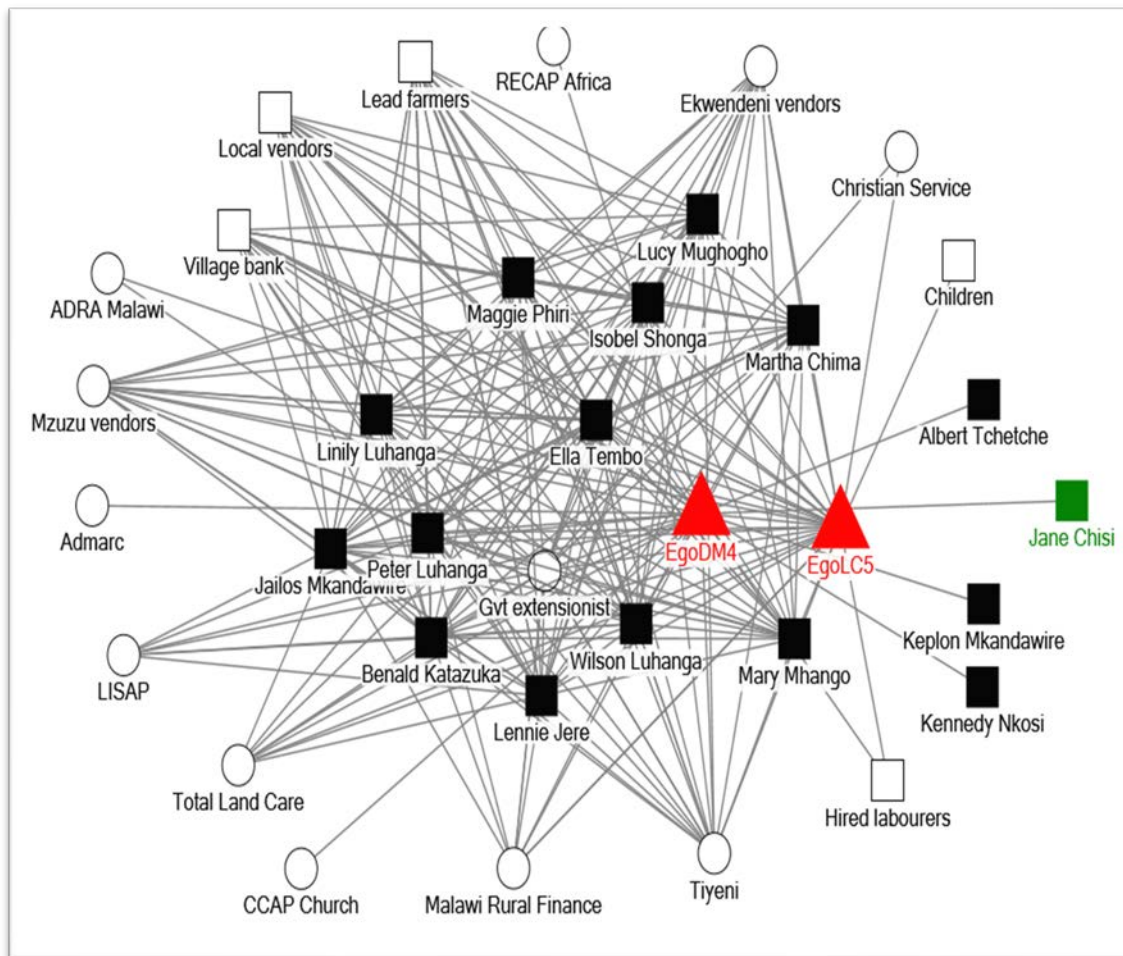 RECAP Africa
Lead farmers
Ekwendeni vendors
Local vendors
Christian Service
Lucy Mughogho
Village bank
Children
ADRA Malawi
Maggie Phiri
Isobel Shonga
Martha Chima
Mzuzu vendors
Albert Tchetche
Linily Luhanga
Ella Tembo
Admarc
Jane Chisi
EgoDM4
EgoLC5
Peter Luhanga
Jailos Mkandawire
Gvt extensionist
Keplon Mkandawire
Wilson Luhanga
Benald Katazuka
Mary Mhango
LISAP
Kennedy Nkosi
Lennie Jere
Total Land Care
Hired labourers
Tiyeni
CCAP Church
Malawi Rural Finance